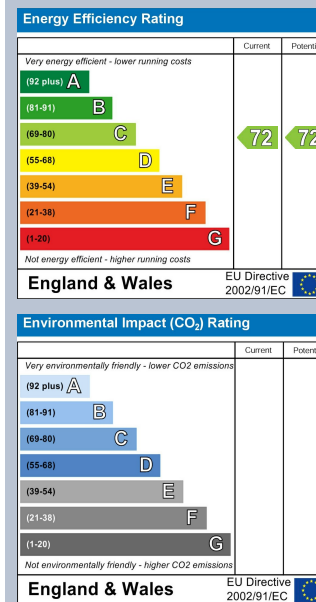 Energy Efficiency Rating
Current Potenti
Very energy efficient - lower running costs
(92 plus) A
(81-91) B
(69-80) C 72 72
(55-68) D
(39-54) E
(21-38) F
(1-20) G
Not energy efficient - higher running costs
England & Wales
EU Directive
2002/91/EC
Environmental Impact (CO₂) Rating
Current Potent
Very environmentally friendly - lower CO2 emissions
(92 plus) A
(81-91) B
(69-80) C
(55-68) D
(39-54) E
(21-38) F
(1-20) G
Not environmentally friendly - higher CO2 emissions
England & Wales
EU Directive
2002/91/EC